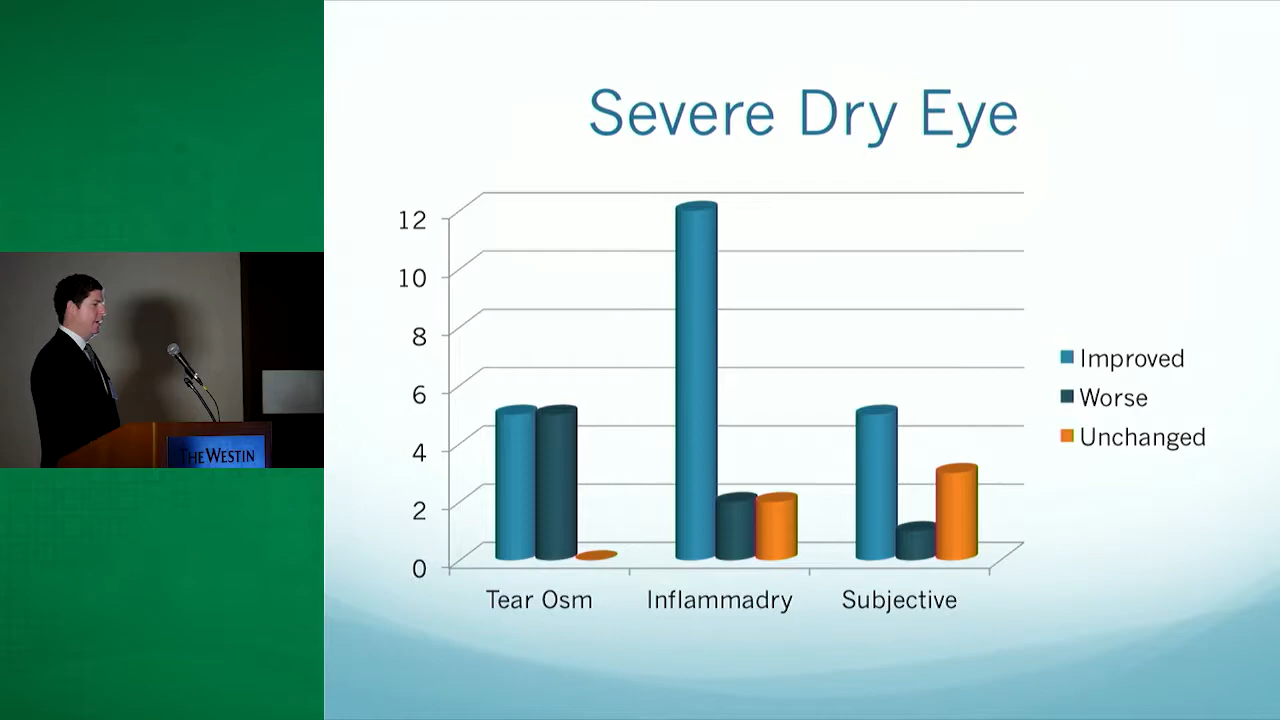 Severe Dry Eye
12
10
8
6
4
2
0
Tear Osm
Inflammadry
Subjective
Improved
Worse
Unchanged
THE WESTIN